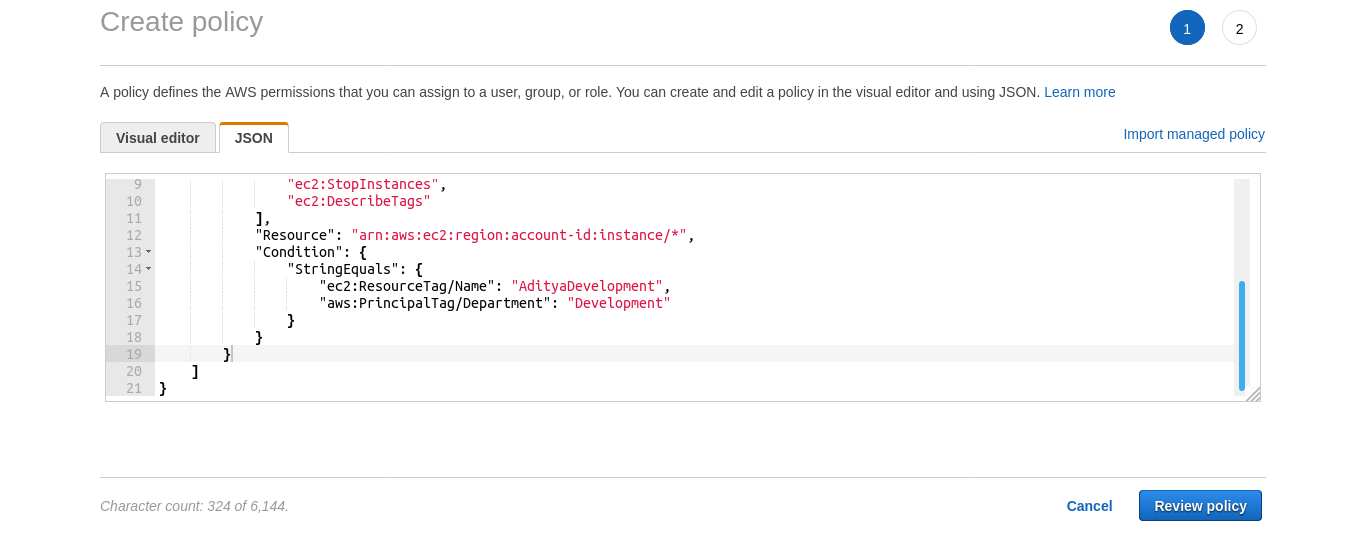 Create policy
1 2
A policy defines the AWS permissions that you can assign to a user, group, or role. You can create and edit a policy in the visual editor and using JSON. Learn more
Visual editor JSON Import managed policy
9 "ec2:StopInstances",
10 "ec2:DescribeTags"
11 ],
12 "Resource": "arn:aws:ec2:region:account-id:instance/*",
13 "Condition": {
14 "StringEquals": {
15 "ec2:ResourceTag/Name": "AdityaDevelopment",
16 "aws:PrincipalTag/Department": "Development"
17 }
18 }
19 }
20 ]
21 }
Character count: 324 of 6,144. Cancel Review policy